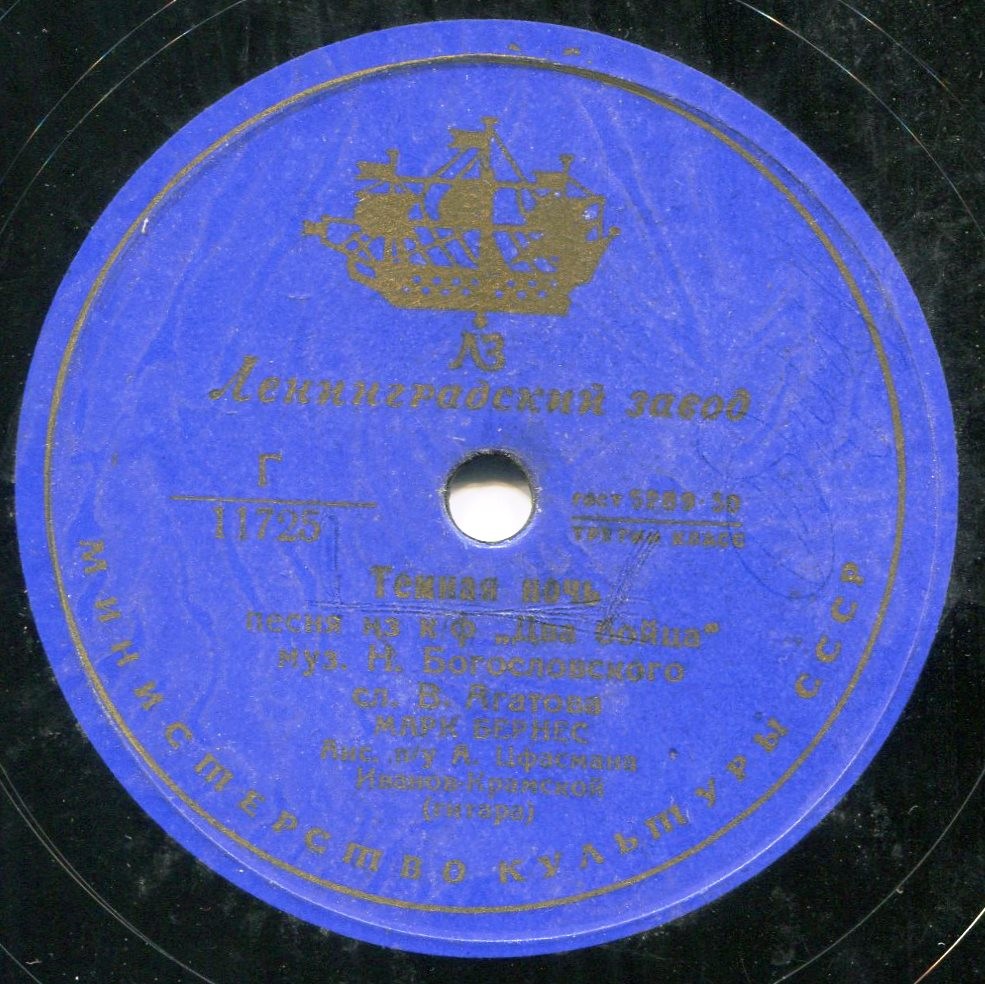 ЛЗ
Ленинградский завод
Г
11725
ГОСТ 5289-50
ТРЕТИЙ КЛАСС
Темная ночь
песня из к/ф „Два бойца“
муз. Н. Богословского
сл. В. Агатова
МАРК БЕРНЕС
Анс. п/у А. Цфасмана
Иванов-Крамской
(гитара)
МИНИСТЕРСТВО КУЛЬТУРЫ СССР